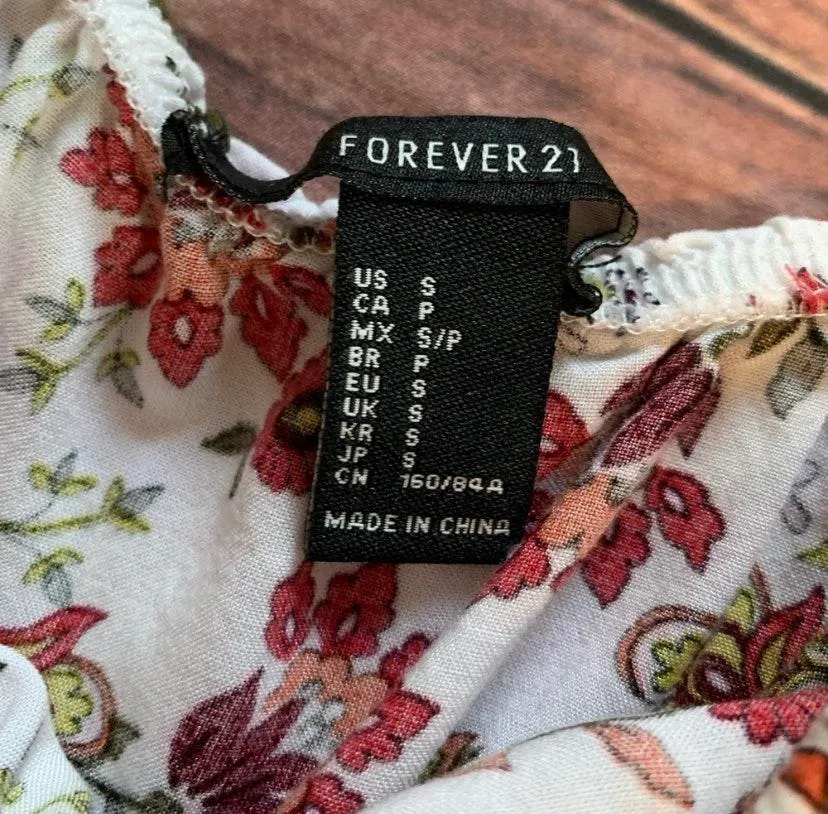 FOREVER 21
US S
CA P
MX S/P
BR P
EU S
UK S
KR S
JP S
CN 160/84A
MADE IN CHINA